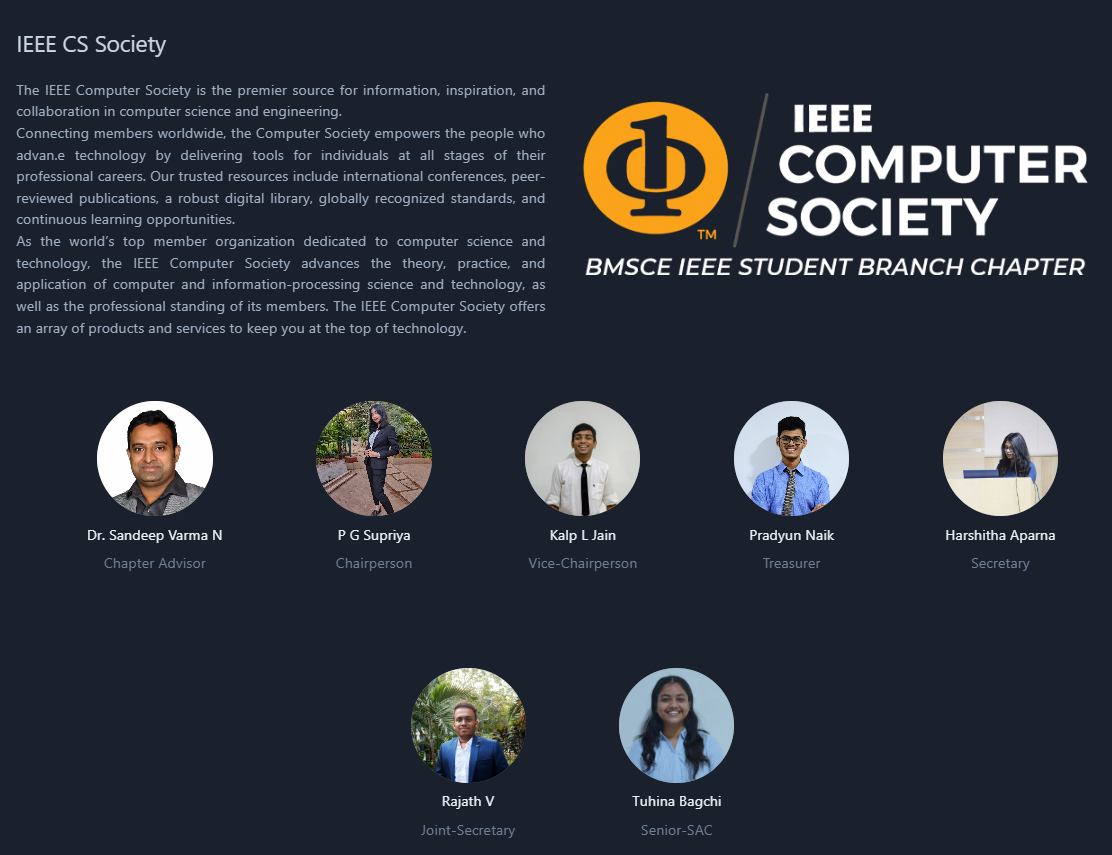 IEEE CS Society
The IEEE Computer Society is the premier source for information, inspiration, and
collaboration in computer science and engineering.
Connecting members worldwide, the Computer Society empowers the people who
advan.e technology by delivering tools for individuals at all stages of their
professional careers. Our trusted resources include international conferences, peer-
reviewed publications, a robust digital library, globally recognized standards, and
continuous learning opportunities.
As the world’s top member organization dedicated to computer science and
technology, the IEEE Computer Society advances the theory, practice, and
application of computer and information-processing science and technology, as
well as the professional standing of its members. The IEEE Computer Society offers
an array of products and services to keep you at the top of technology.
IEEE
COMPUTER
SOCIETY
TM
BMSCE IEEE STUDENT BRANCH CHAPTER
Dr. Sandeep Varma N
Chapter Advisor
P G Supriya
Chairperson
Kalp L Jain
Vice-Chairperson
Pradyun Naik
Treasurer
Harshitha Aparna
Secretary
Rajath V
Joint-Secretary
Tuhina Bagchi
Senior-SAC